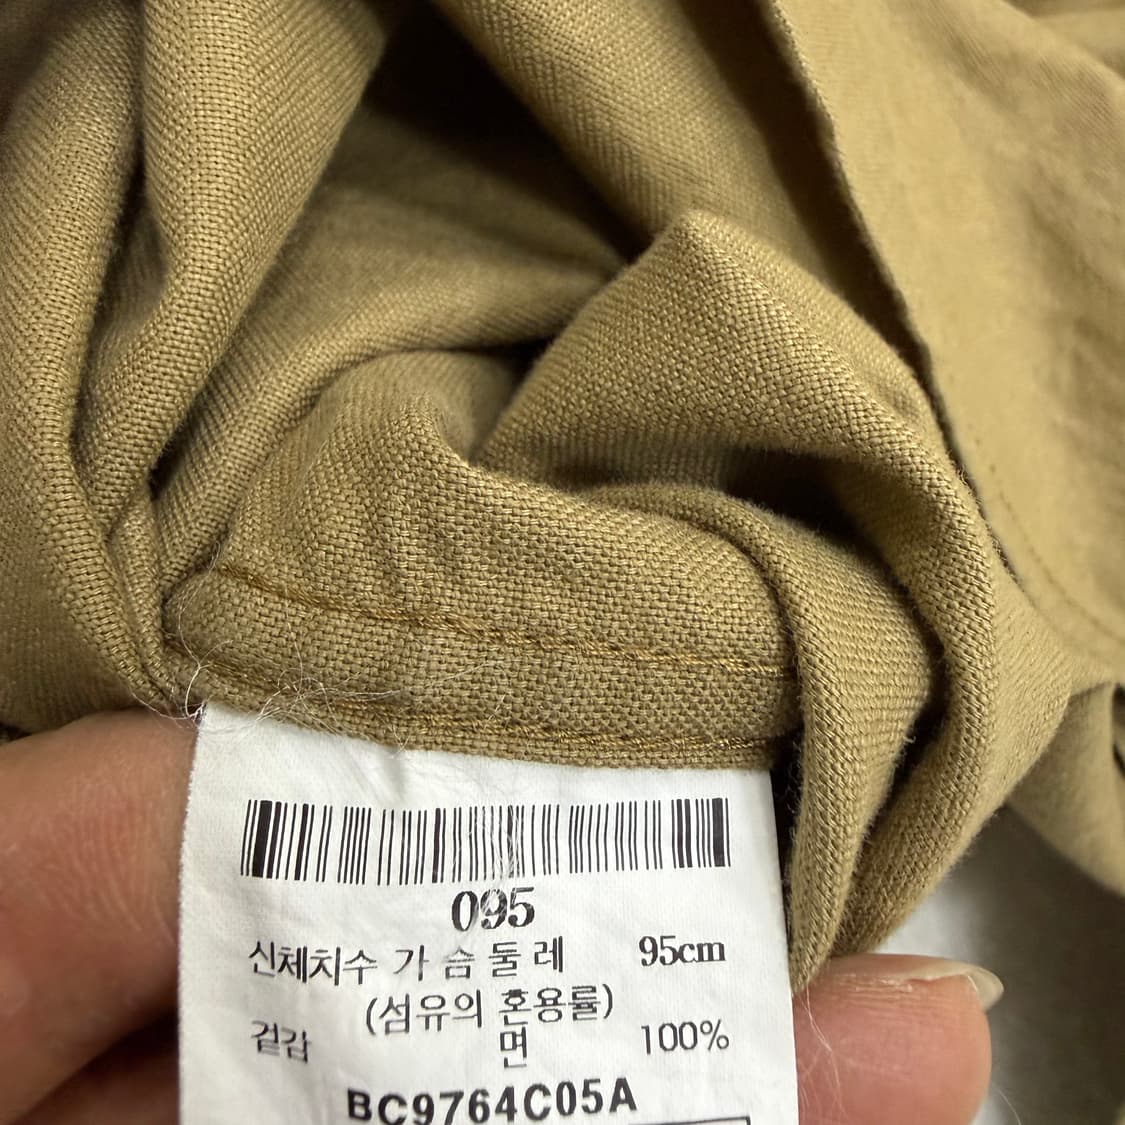 095
신체치수 가 슴 둘 레 95cm
(섬유의 혼용률)
겉감 면 100%
BC9764C05A